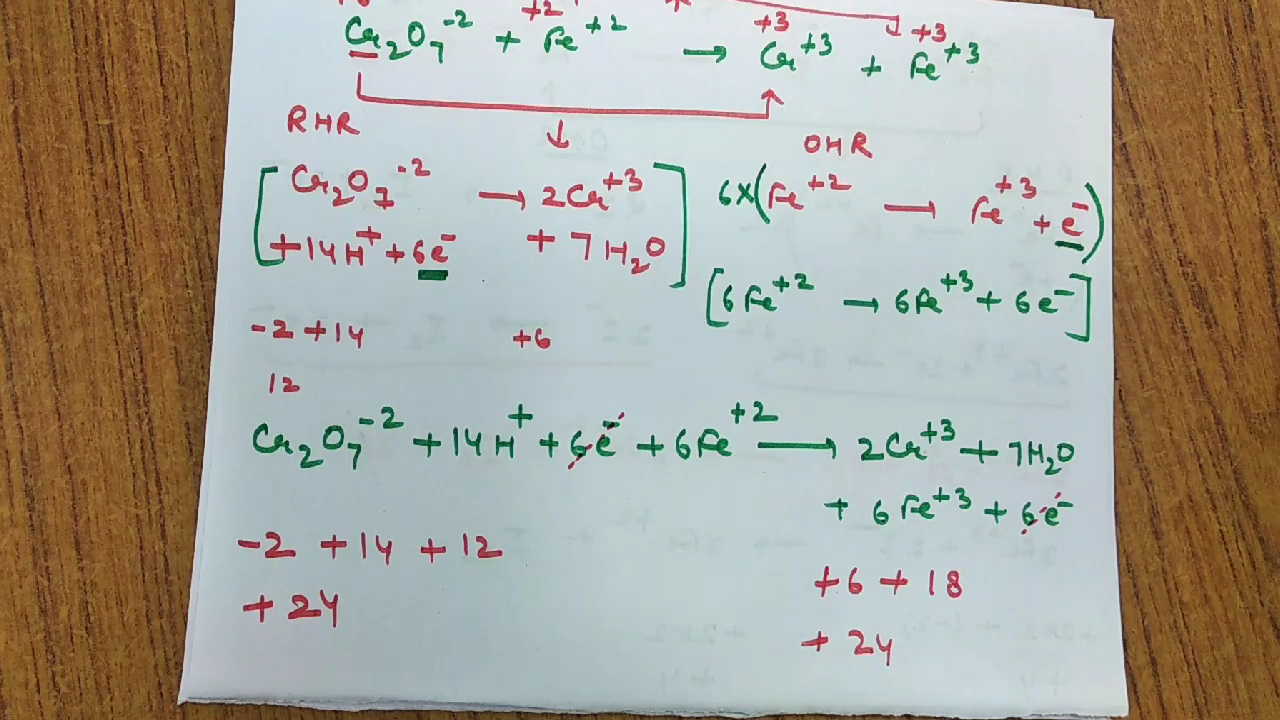 +2 +3 +3
Cr₂O₇⁻² + Fe⁺² → Cr⁺³ + Fe⁺³
RHR
OHR
[Cr₂O₇⁻² → 2Cr⁺³
+14H⁺ + 6e⁻ + 7H₂O]
6×(Fe⁺² → Fe⁺³ + e⁻)
[6Fe⁺² → 6Fe⁺³ + 6e⁻]
-2 +14 +6
12
Cr₂O₇⁻² + 14H⁺ + 6e⁻ + 6Fe⁺² → 2Cr⁺³ + 7H₂O
+ 6Fe⁺³ + 6e⁻
-2 +14 + 12
+6 + 18
+ 24
+ 24